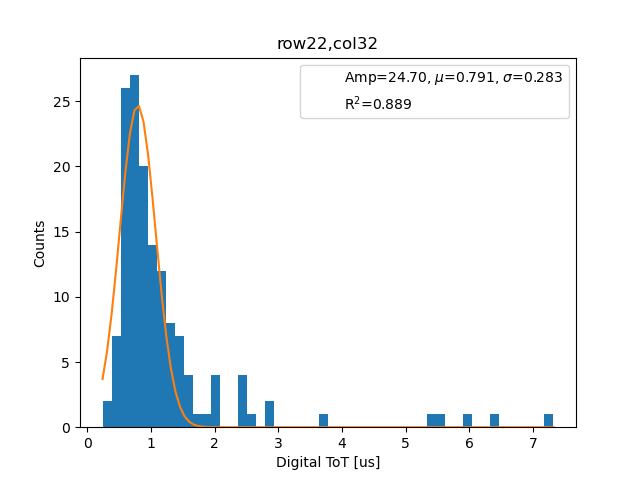 row22,col32
Amp=24.70, μ=0.791, σ=0.283
R²=0.889
Counts
25
20
15
10
5
0
0 1 2 3 4 5 6 7
Digital ToT [us]